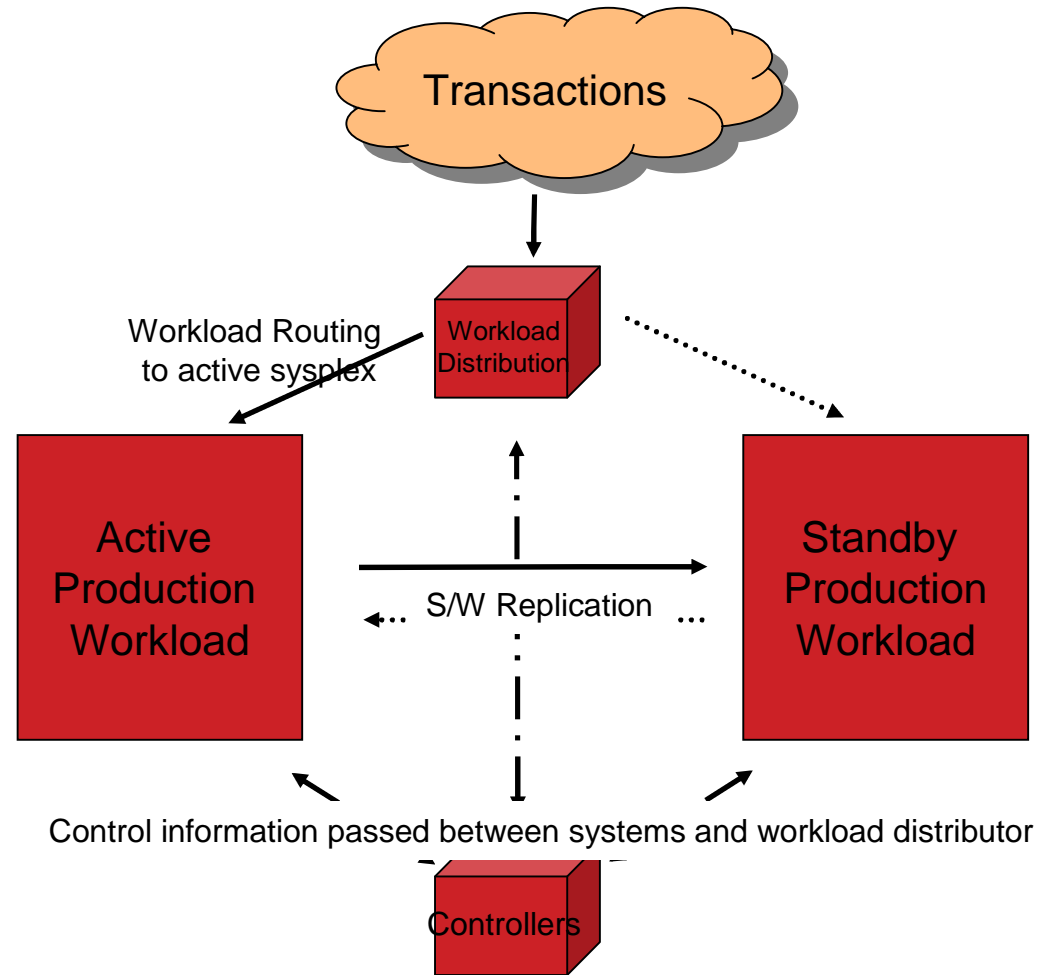 Transactions
Workload
Distribution
Workload Routing
to active sysplex
Active
Production
Workload
S/W Replication
Standby
Production
Workload
Control information passed between systems and workload distributor
Controllers